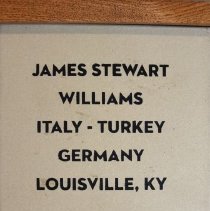 JAMES STEWART
WILLIAMS
ITALY - TURKEY
GERMANY
LOUISVILLE, KY